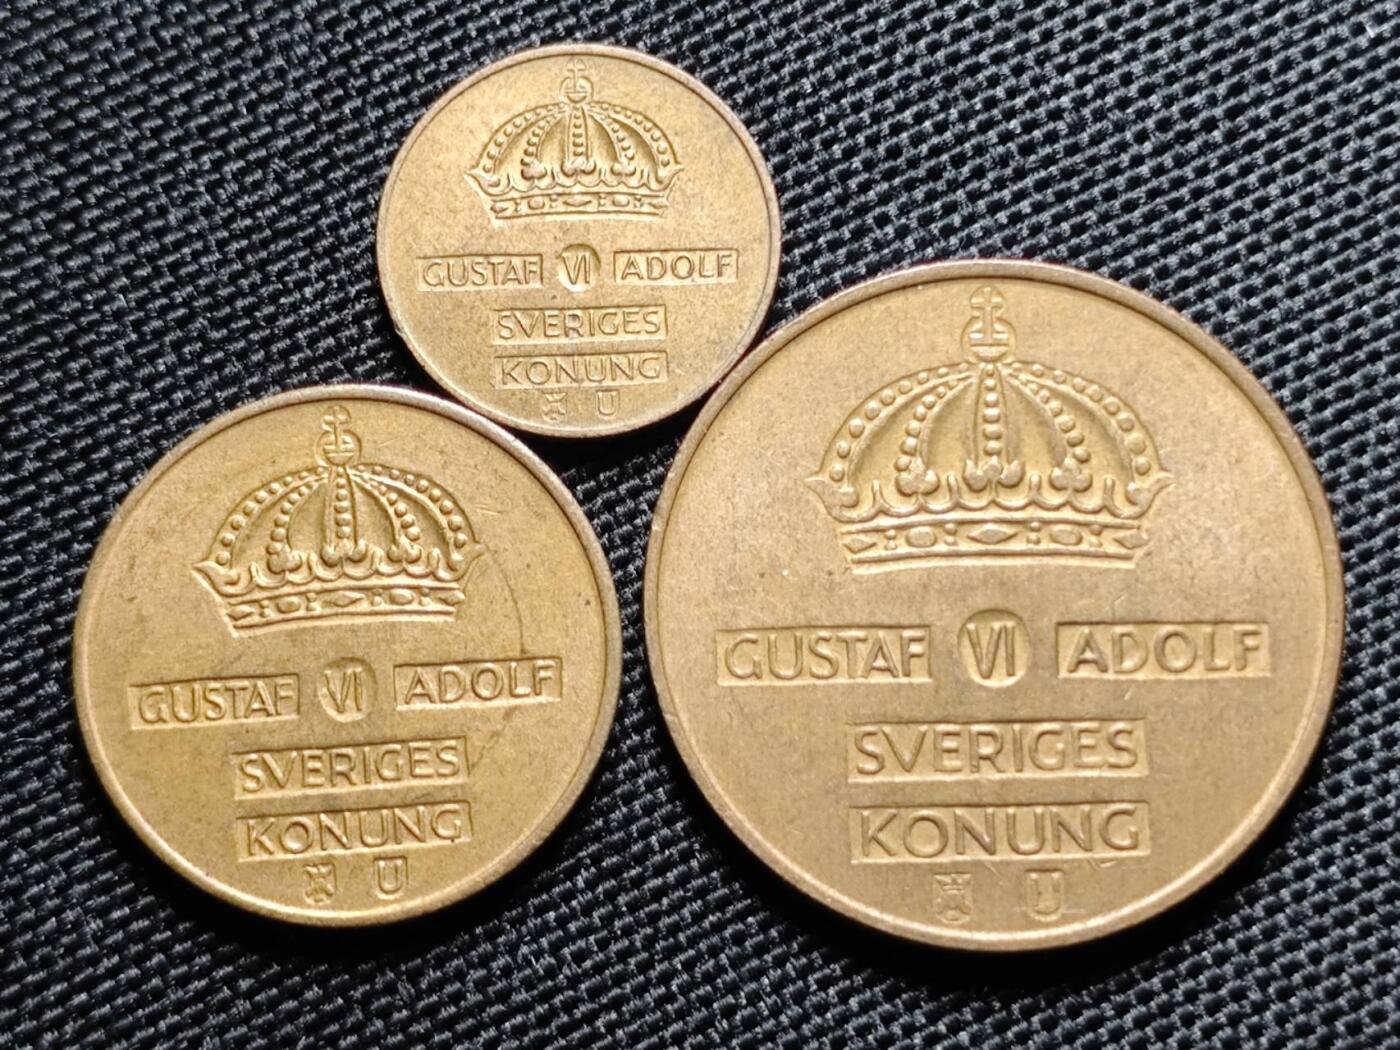 GUSTAF VI ADOLF
SVERIGES
KONUNG
U
GUSTAF VI ADOLF
SVERIGES
KONUNG
U
GUSTAF VI ADOLF
SVERIGES
KONUNG
U